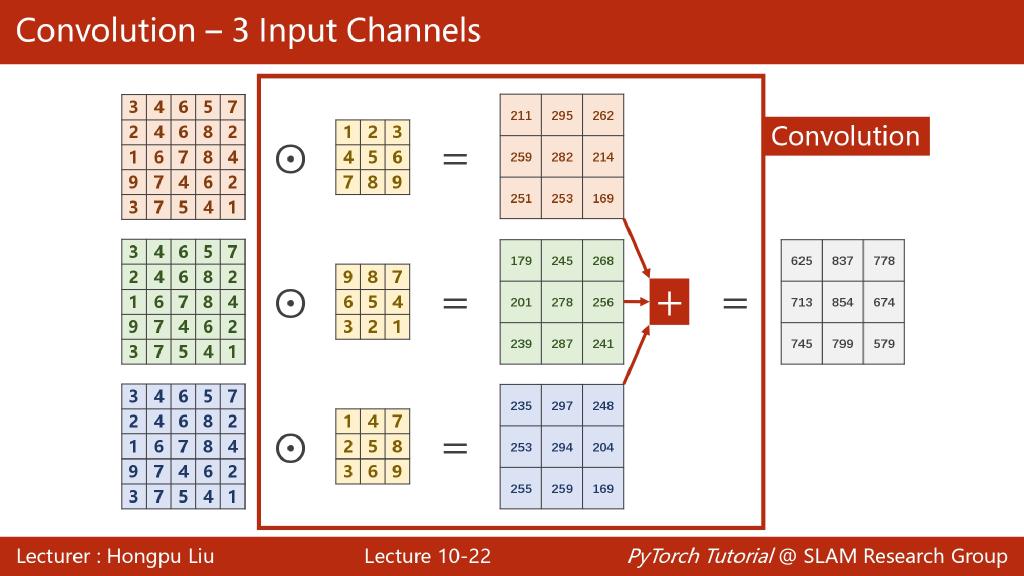 Convolution – 3 Input Channels
Convolution
3 4 6 5 7
2 4 6 8 2
1 6 7 8 4
9 7 4 6 2
3 7 5 4 1
⊙
1 2 3
4 5 6
7 8 9
=
211 295 262
259 282 214
251 253 169
3 4 6 5 7
2 4 6 8 2
1 6 7 8 4
9 7 4 6 2
3 7 5 4 1
⊙
9 8 7
6 5 4
3 2 1
=
179 245 268
201 278 256
239 287 241
3 4 6 5 7
2 4 6 8 2
1 6 7 8 4
9 7 4 6 2
3 7 5 4 1
⊙
1 4 7
2 5 8
3 6 9
=
235 297 248
253 294 204
255 259 169
+
=
625 837 778
713 854 674
745 799 579
Lecturer : Hongpu Liu
Lecture 10-22
PyTorch Tutorial @ SLAM Research Group